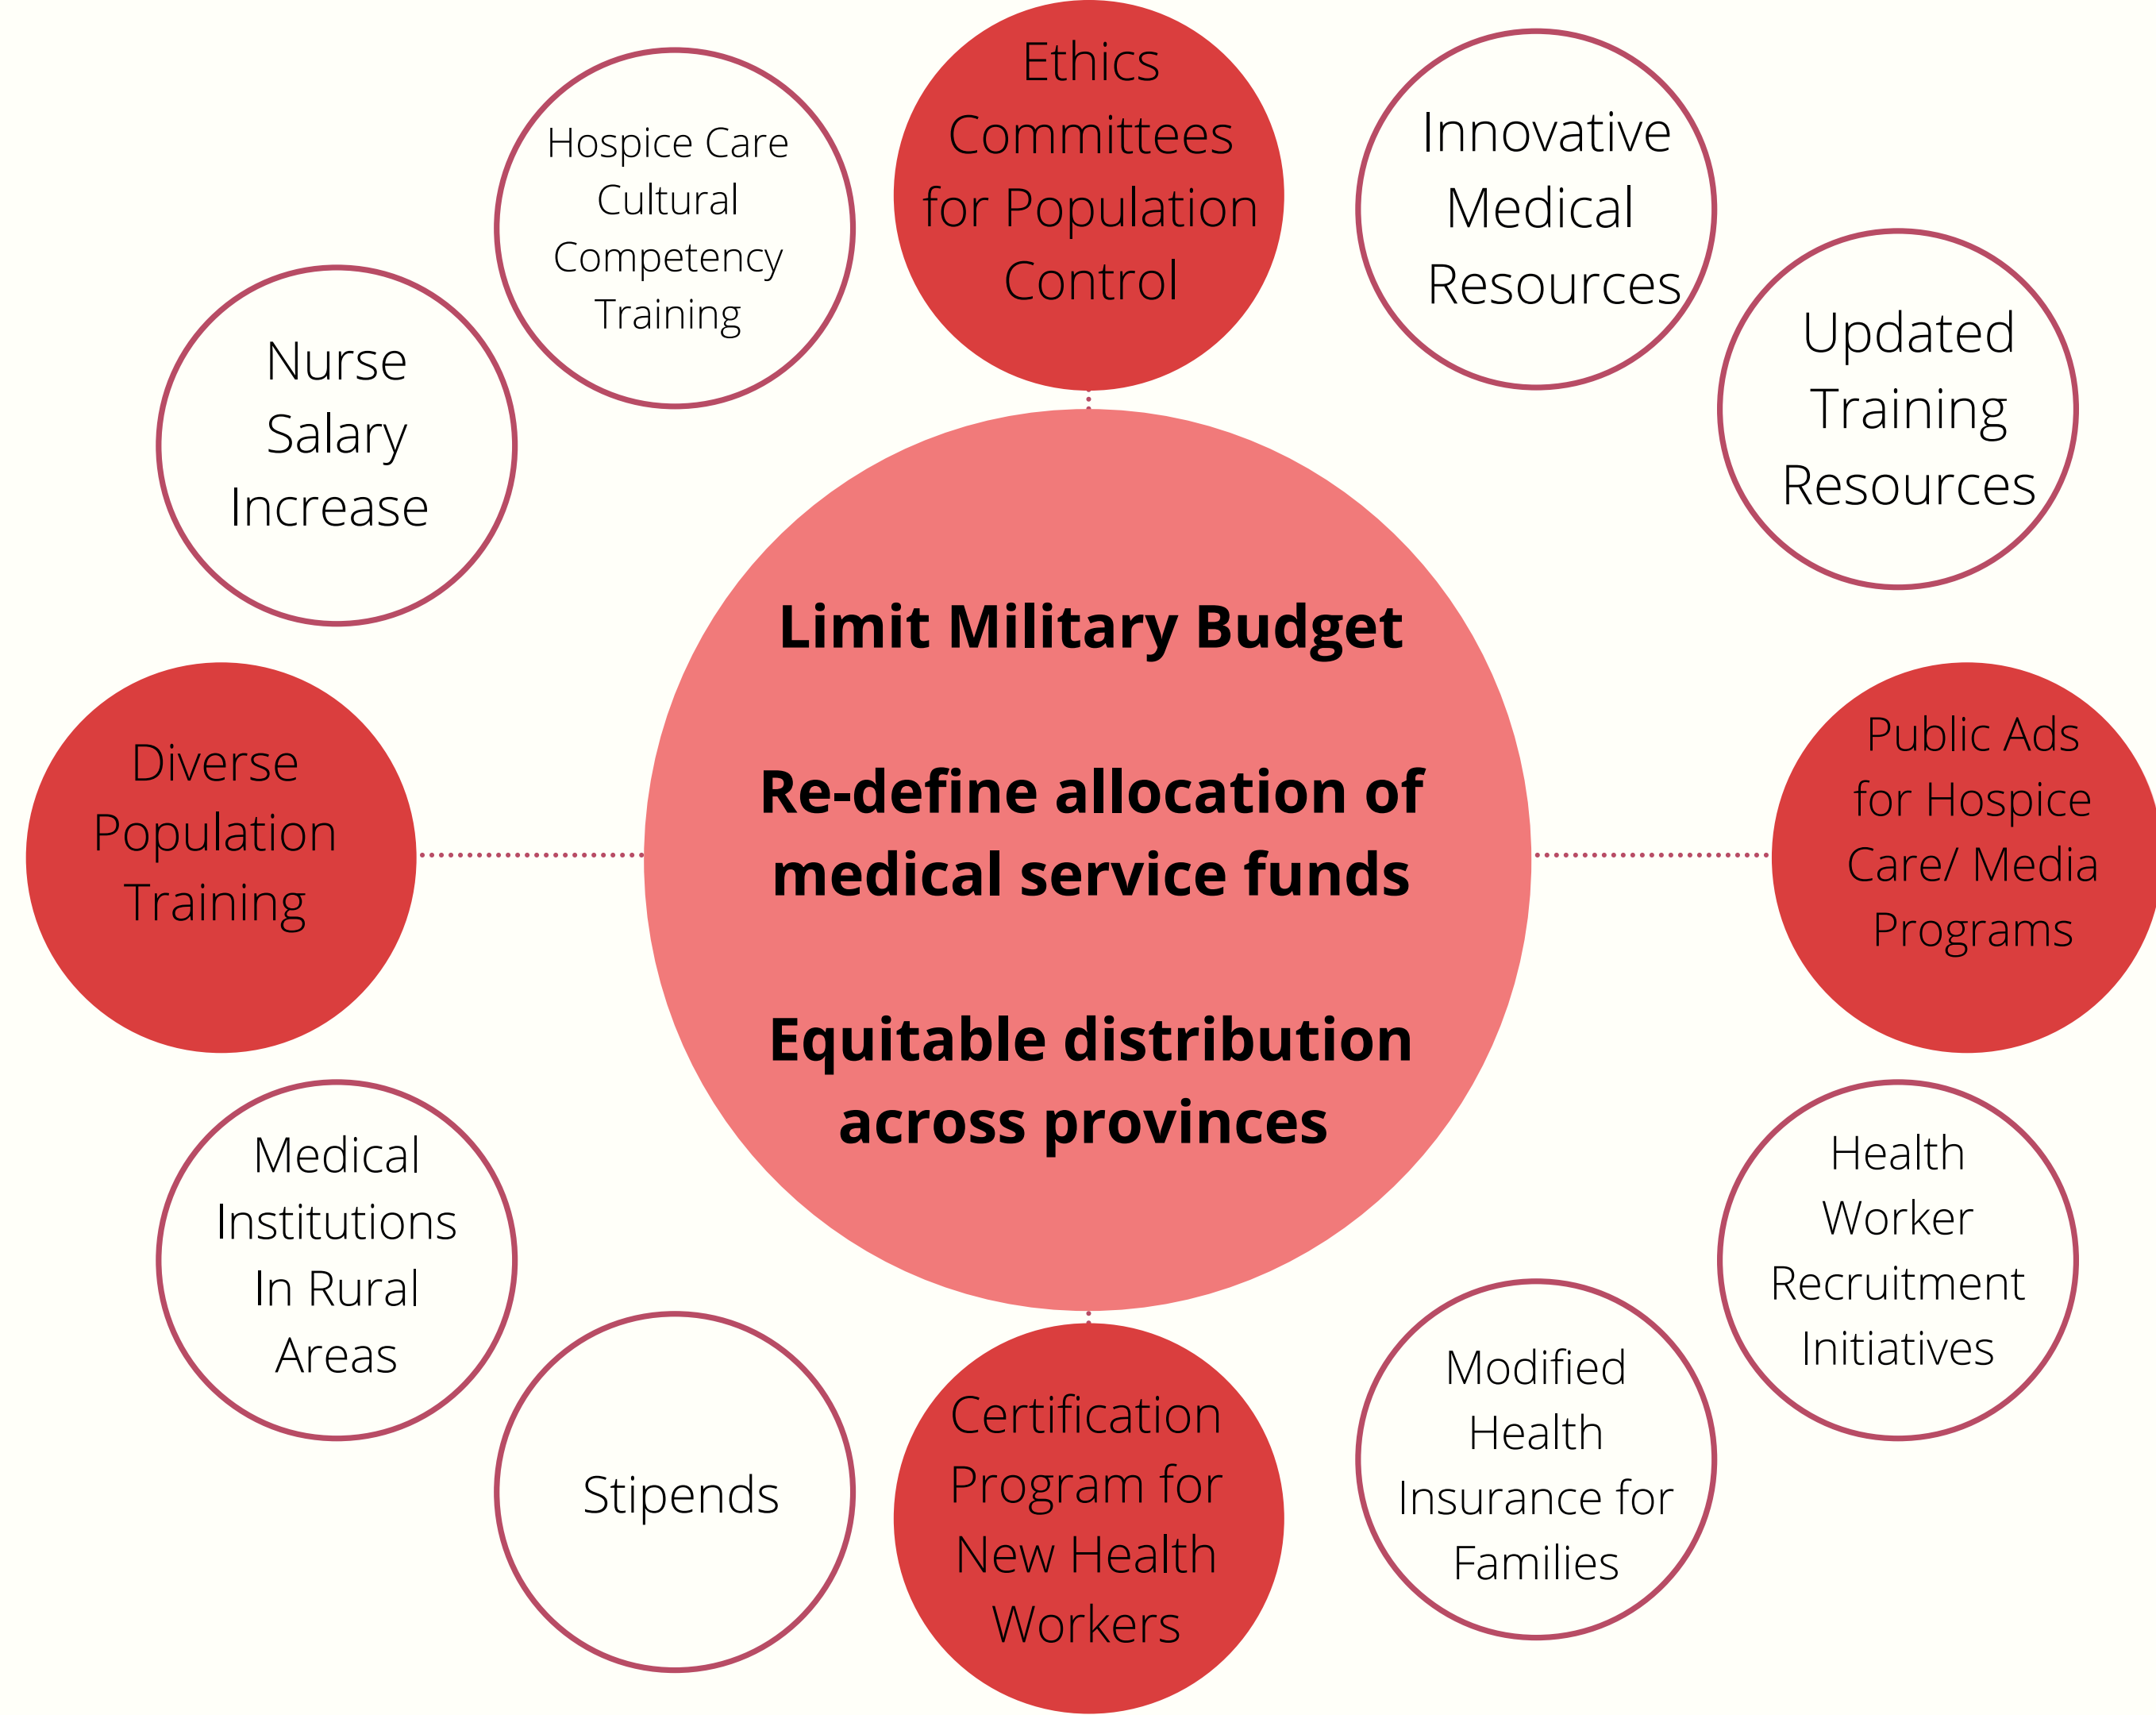 Ethics
Committees
for Population
Control
Innovative
Medical
Resources
Updated
Training
Resources
Public Ads
for Hospice
Care/ Media
Programs
Health
Worker
Recruitment
Initiatives
Modified
Health
Insurance for
Families
Certification
Program for
New Health
Workers
Stipends
Medical
Institutions
In Rural
Areas
Diverse
Population
Training
Nurse
Salary
Increase
Hospice Care
Cultural
Competency
Training
Limit Military Budget
Re-define allocation of
medical service funds
Equitable distribution
across provinces